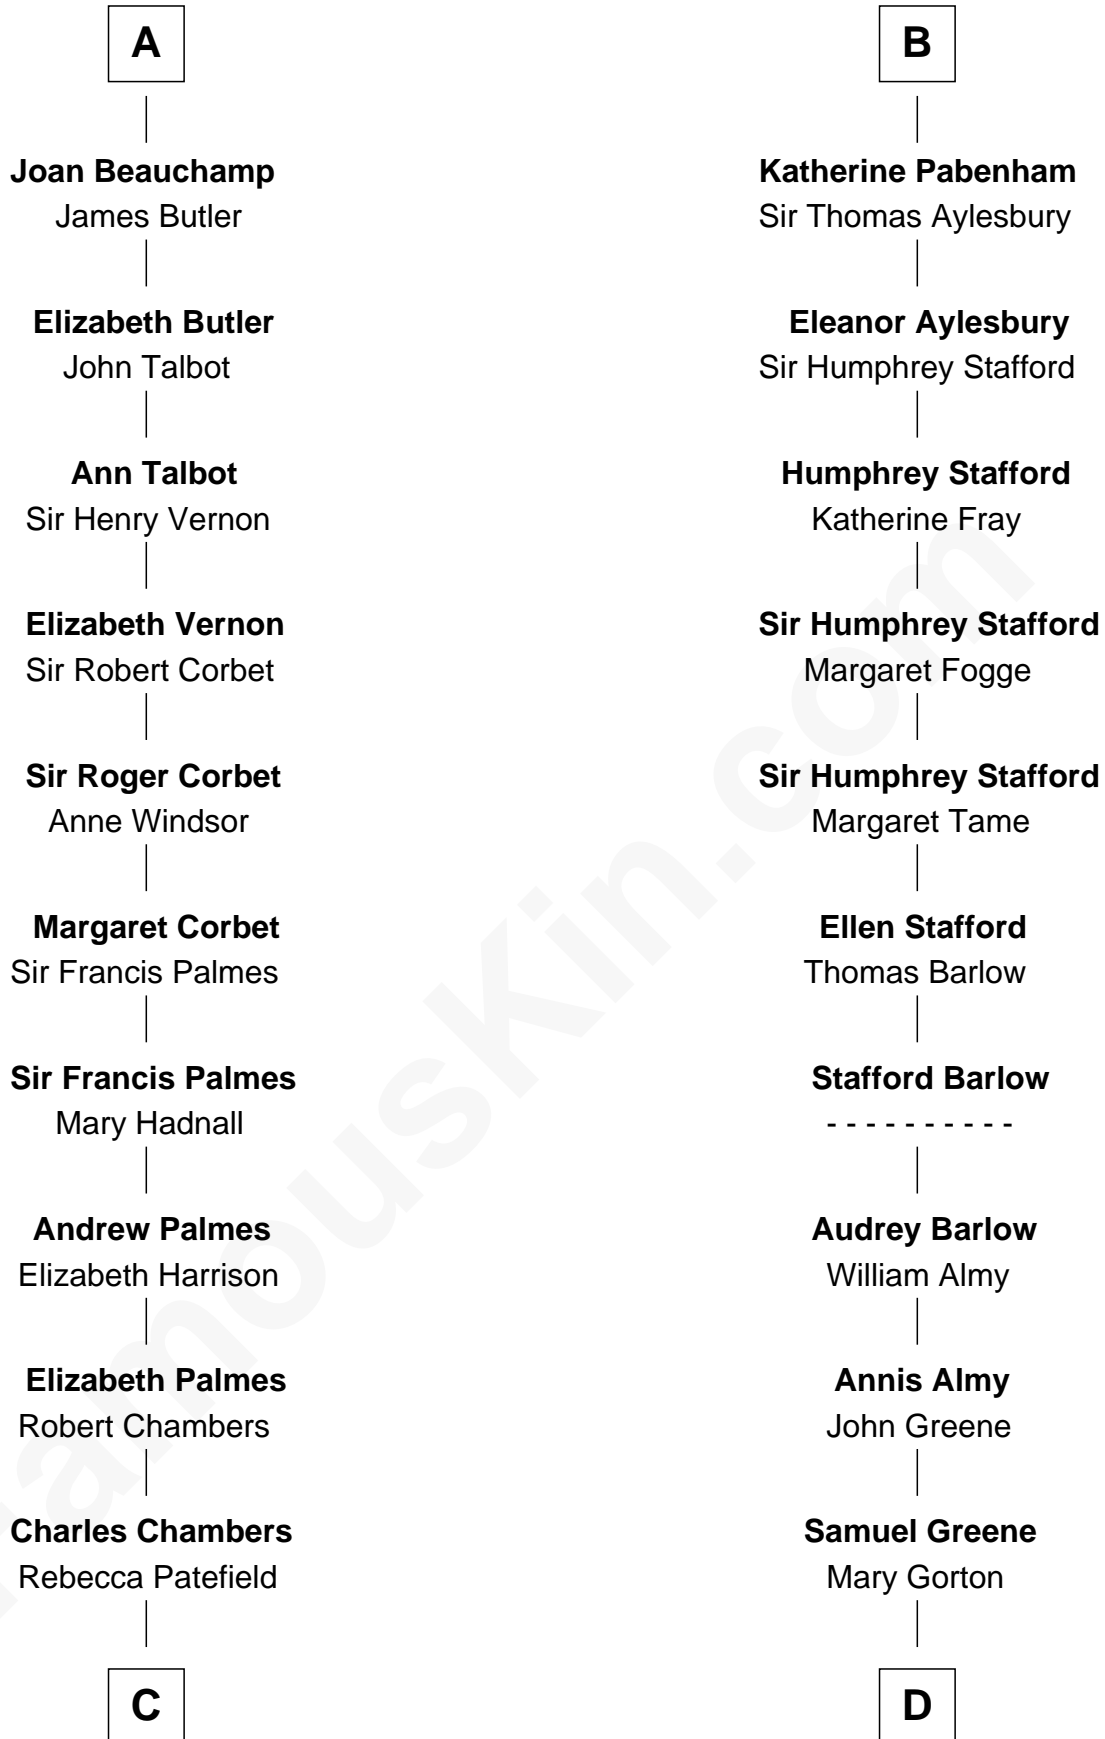 A
Joan Beauchamp
James Butler
Elizabeth Butler
John Talbot
Ann Talbot
Sir Henry Vernon
Elizabeth Vernon
Sir Robert Corbet
Sir Roger Corbet
Anne Windsor
Margaret Corbet
Sir Francis Palmes
Sir Francis Palmes
Mary Hadnall
Andrew Palmes
Elizabeth Harrison
Elizabeth Palmes
Robert Chambers
Charles Chambers
Rebecca Patefield
C
B
Katherine Pabenham
Sir Thomas Aylesbury
Eleanor Aylesbury
Sir Humphrey Stafford
Humphrey Stafford
Katherine Fray
Sir Humphrey Stafford
Margaret Fogge
Sir Humphrey Stafford
Margaret Tame
Ellen Stafford
Thomas Barlow
Stafford Barlow
- - - - - - - - - -
Audrey Barlow
William Almy
Annis Almy
John Greene
Samuel Greene
Mary Gorton
D
FamousKin.com